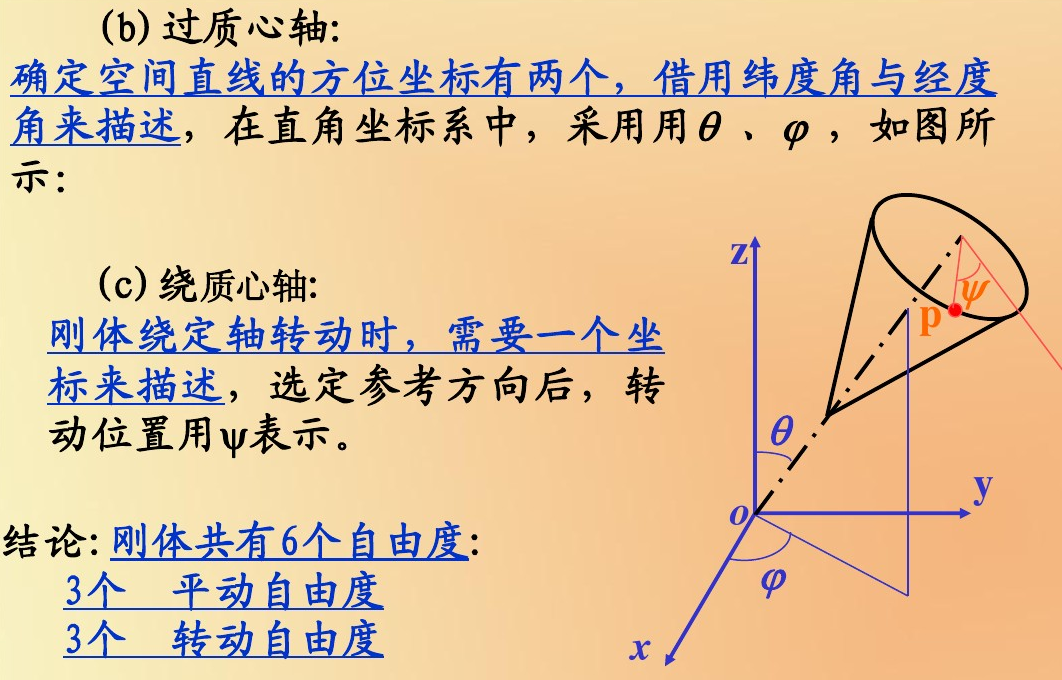 (b) 过质心轴:
确定空间直线的方位坐标有两个，借用纬度角与经度
角来描述，在直角坐标系中，采用用θ 、φ ，如图所
示:
(c) 绕质心轴:
刚体绕定轴转动时，需要一个坐
标来描述，选定参考方向后，转
动位置用ψ表示。
结论: 刚体共有6个自由度:
3个 平动自由度
3个 转动自由度
z
ψ
p
θ
y
o
φ
x